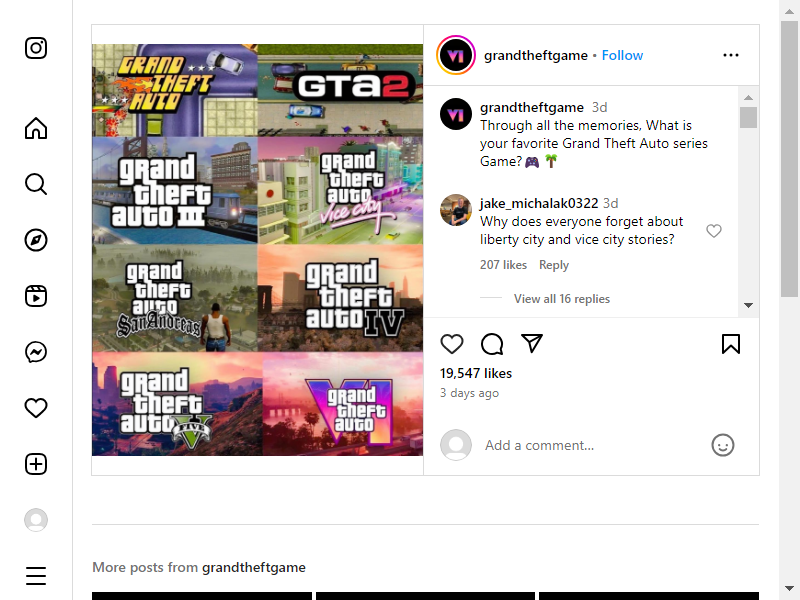 GRAND
THEFT
AUTO
GTA2
grand
theft
auto III
grand
theft
auto
vice city
grand
theft
auto
San Andreas
grand
theft
auto IV
grand
theft
auto V
FIVE
VI
grand
theft
auto
VI
grandtheftgame • Follow
VI
grandtheftgame 3d
Through all the memories, What is
your favorite Grand Theft Auto series
Game?🎮🌴
jake_michalak0322 3d
Why does everyone forget about
liberty city and vice city stories?
207 likes Reply
View all 16 replies
19,547 likes
3 days ago
Add a comment...
More posts from grandtheftgame